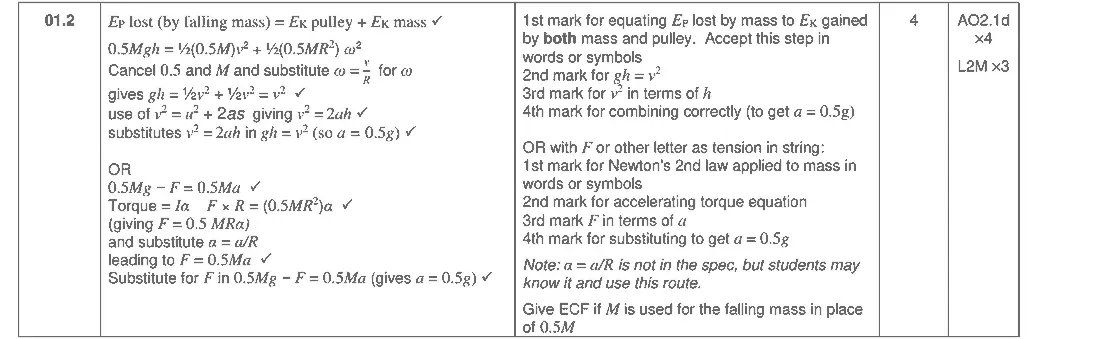 01.2
EP lost (by falling mass) = EK pulley + EK mass ✓
0.5Mgh = ½(0.5M)v² + ½(0.5MR²) ω²
Cancel 0.5 and M and substitute ω = v/R for ω
gives gh = ½v² + ½v² = v² ✓
use of v² = u² + 2as giving v² = 2ah ✓
substitutes v² = 2ah in gh = v² (so a = 0.5g) ✓
OR
0.5Mg − F = 0.5Ma ✓
Torque = Iα F × R = (0.5MR²)α ✓
(giving F = 0.5 MRα)
and substitute α = a/R
leading to F = 0.5Ma ✓
Substitute for F in 0.5Mg − F = 0.5Ma (gives a = 0.5g) ✓
1st mark for equating EP lost by mass to EK gained
by both mass and pulley. Accept this step in
words or symbols
2nd mark for gh = v²
3rd mark for v² in terms of h
4th mark for combining correctly (to get a = 0.5g)
OR with F or other letter as tension in string:
1st mark for Newton's 2nd law applied to mass in
words or symbols
2nd mark for accelerating torque equation
3rd mark F in terms of a
4th mark for substituting to get a = 0.5g
Note: α = a/R is not in the spec, but students may
know it and use this route.
Give ECF if M is used for the falling mass in place
of 0.5M
4
AO2.1d
x4
L2M x3